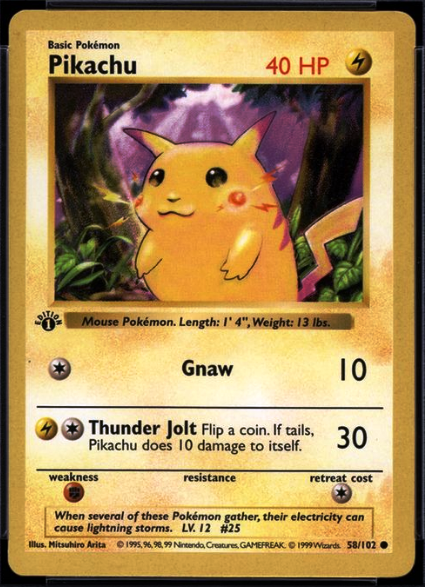 Basic Pokémon
Pikachu 40 HP
EDITION
1
Mouse Pokémon. Length: 1' 4", Weight: 13 lbs.
Gnaw 10
Thunder Jolt Flip a coin. If tails,
Pikachu does 10 damage to itself. 30
weakness resistance retreat cost
When several of these Pokémon gather, their electricity can
cause lightning storms. LV. 12 #25
Illus. Mitsuhiro Arita © 1995, 96, 98, 99 Nintendo, Creatures, GAMEFREAK. © 1999 Wizards. 58/102 ●